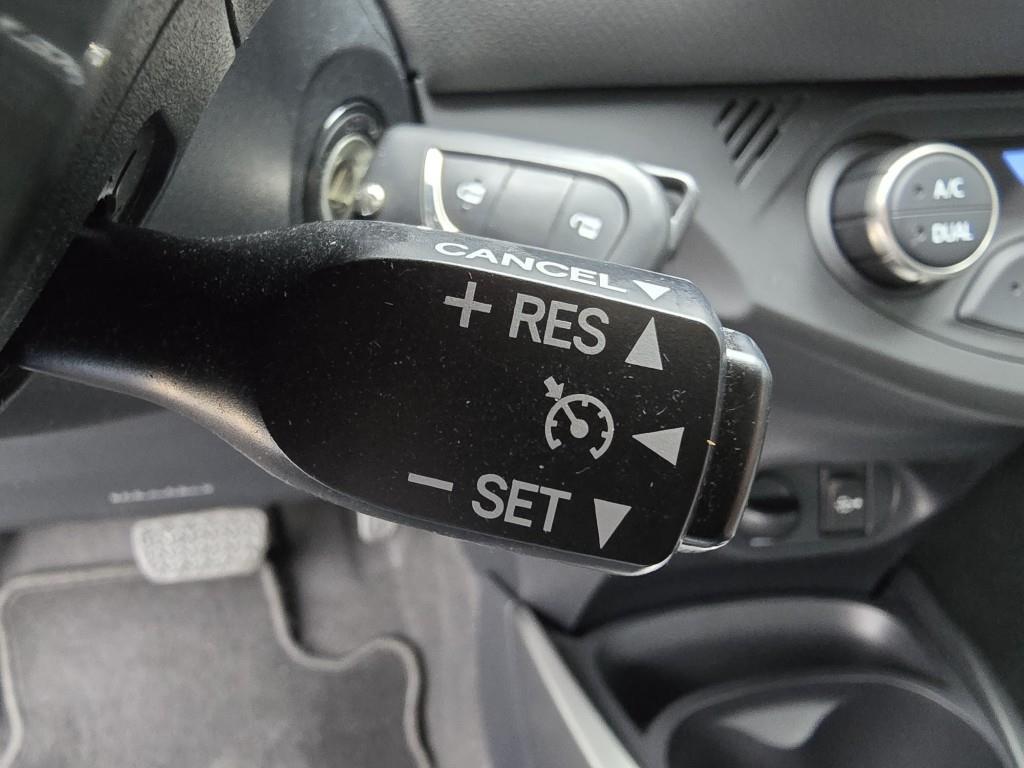 CANCEL
+ RES
- SET
A/C
DUAL